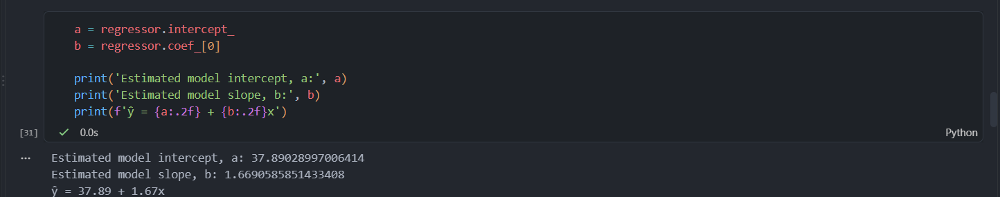 a = regressor.intercept_
b = regressor.coef_[0]
print('Estimated model intercept, a:', a)
print('Estimated model slope, b:', b)
print(f'ŷ = {a:.2f} + {b:.2f}x')
[31]
0.0s
Python
...
Estimated model intercept, a: 37.89028997006414
Estimated model slope, b: 1.6690585851433408
ŷ = 37.89 + 1.67x